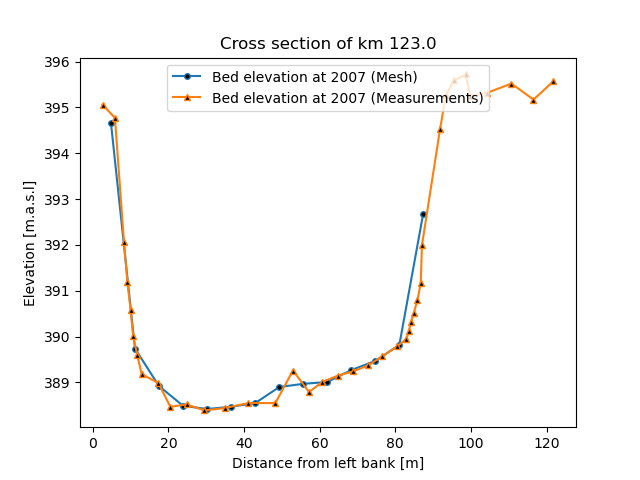 Cross section of km 123.0
Bed elevation at 2007 (Mesh)
Bed elevation at 2007 (Measurements)
Elevation [m.a.s.l]
396
395
394
393
392
391
390
389
0 20 40 60 80 100 120
Distance from left bank [m]